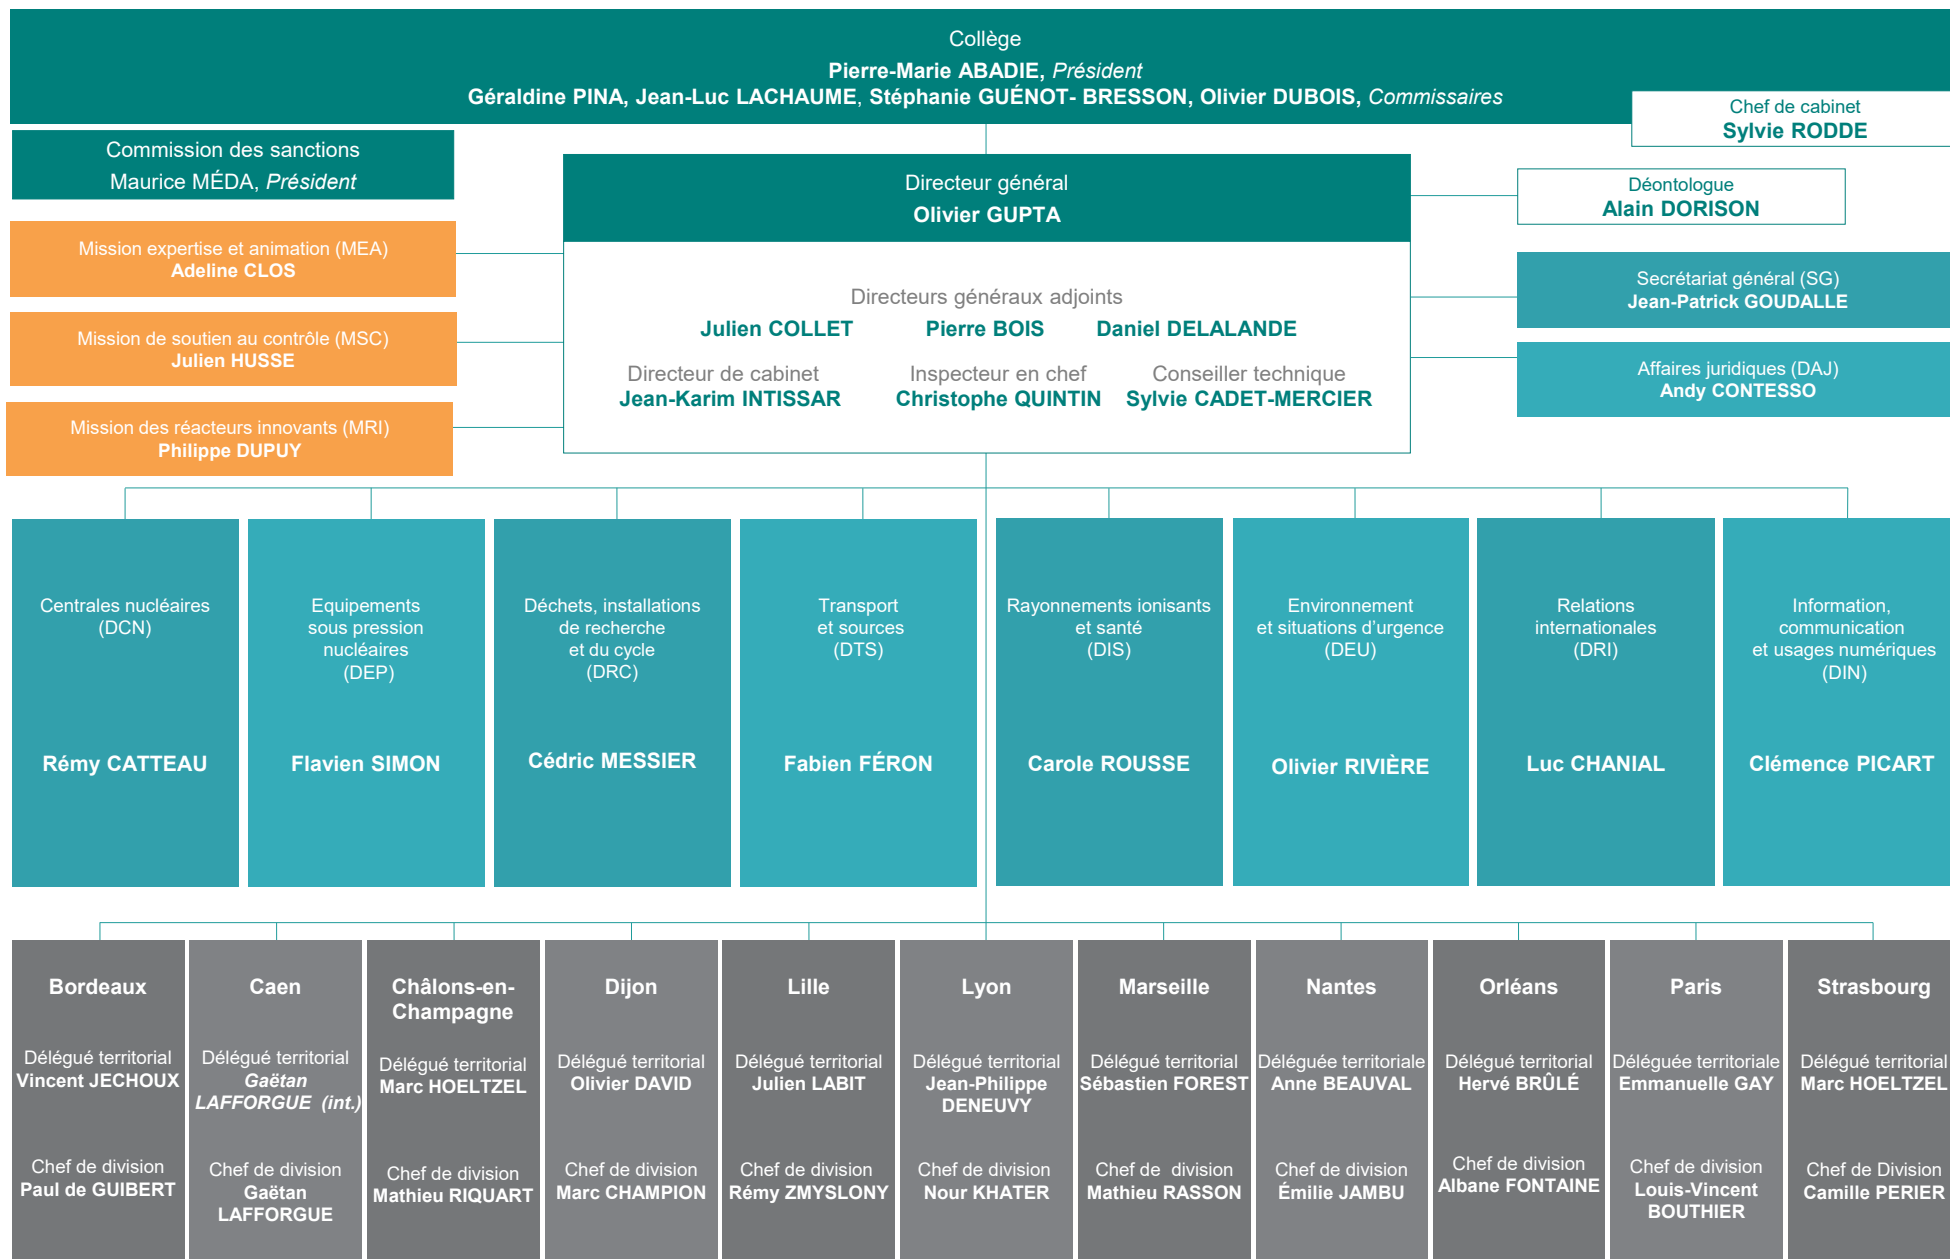 Collège
Pierre-Marie ABADIE, Président
Géraldine PINA, Jean-Luc LACHAUME, Stéphanie GUÉNOT- BRESSON, Olivier DUBOIS, Commissaires
Chef de cabinet
Sylvie RODDE
Commission des sanctions
Maurice MÉDA, Président
Directeur général
Olivier GUPTA
Déontologue
Alain DORISON
Mission expertise et animation (MEA)
Adeline CLOS
Mission de soutien au contrôle (MSC)
Julien HUSSE
Mission des réacteurs innovants (MRI)
Philippe DUPUY
Directeurs généraux adjoints
Julien COLLET Pierre BOIS Daniel DELALANDE
Directeur de cabinet Inspecteur en chef Conseiller technique
Jean-Karim INTISSAR Christophe QUINTIN Sylvie CADET-MERCIER
Secrétariat général (SG)
Jean-Patrick GOUDALLE
Affaires juridiques (DAJ)
Andy CONTESSO
Centrales nucléaires
(DCN)
Rémy CATTEAU
Equipements
sous pression
nucléaires
(DEP)
Flavien SIMON
Déchets, installations
de recherche
et du cycle
(DRC)
Cédric MESSIER
Transport
et sources
(DTS)
Fabien FÉRON
Rayonnements ionisants
et santé
(DIS)
Carole ROUSSE
Environnement
et situations d’urgence
(DEU)
Olivier RIVIÈRE
Relations
internationales
(DRI)
Luc CHANIAL
Information,
communication
et usages numériques
(DIN)
Clémence PICART
Bordeaux
Délégué territorial
Vincent JECHOUX
Chef de division
Paul de GUIBERT
Caen
Délégué territorial
Gaëtan
LAFFORGUE (int.)
Chef de division
Gaëtan
LAFFORGUE
Châlons-en-
Champagne
Délégué territorial
Marc HOELTZEL
Chef de division
Mathieu RIQUART
Dijon
Délégué territorial
Olivier DAVID
Chef de division
Marc CHAMPION
Lille
Délégué territorial
Julien LABIT
Chef de division
Rémy ZMYSLONY
Lyon
Délégué territorial
Jean-Philippe
DENEUVY
Chef de division
Nour KHATER
Marseille
Délégué territorial
Sébastien FOREST
Chef de division
Mathieu RASSON
Nantes
Déléguée territoriale
Anne BEAUVAL
Chef de division
Émilie JAMBU
Orléans
Délégué territorial
Hervé BRÛLÉ
Chef de division
Albane FONTAINE
Paris
Déléguée territoriale
Emmanuelle GAY
Chef de division
Louis-Vincent
BOUTHIER
Strasbourg
Délégué territorial
Marc HOELTZEL
Chef de Division
Camille PERIER